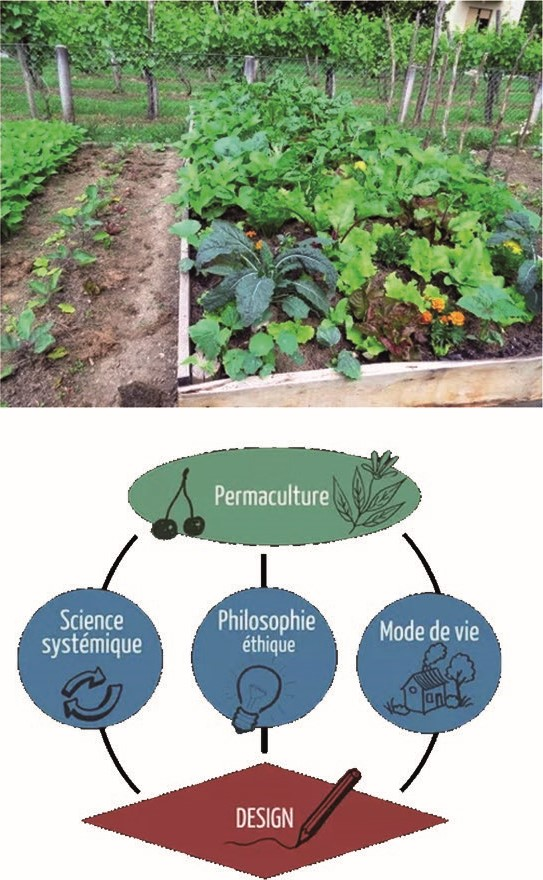 Permaculture
Science
systémique
Philosophie
éthique
Mode de vie
DESIGN